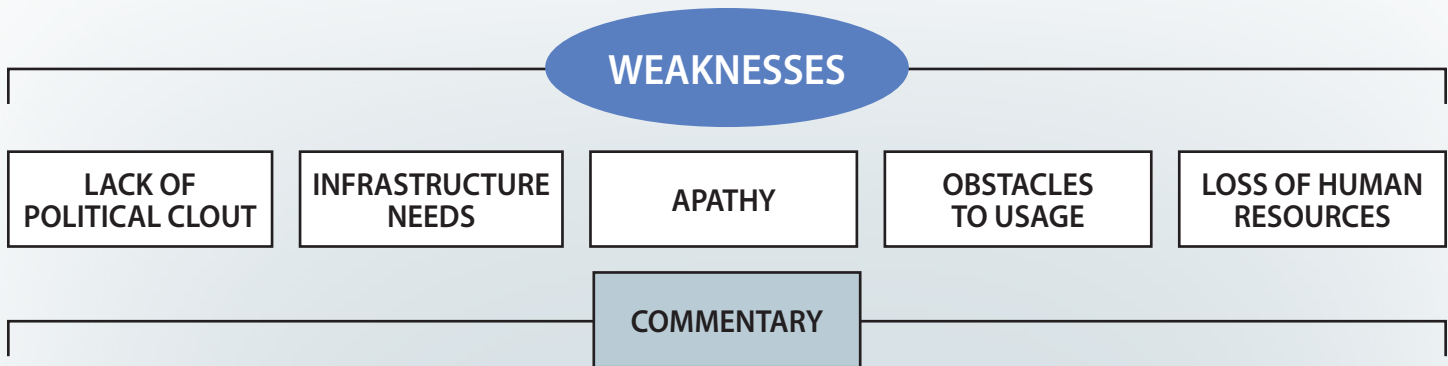 WEAKNESSES
LACK OF
POLITICAL CLOUT
INFRASTRUCTURE
NEEDS
APATHY
OBSTACLES
TO USAGE
LOSS OF HUMAN
RESOURCES
COMMENTARY